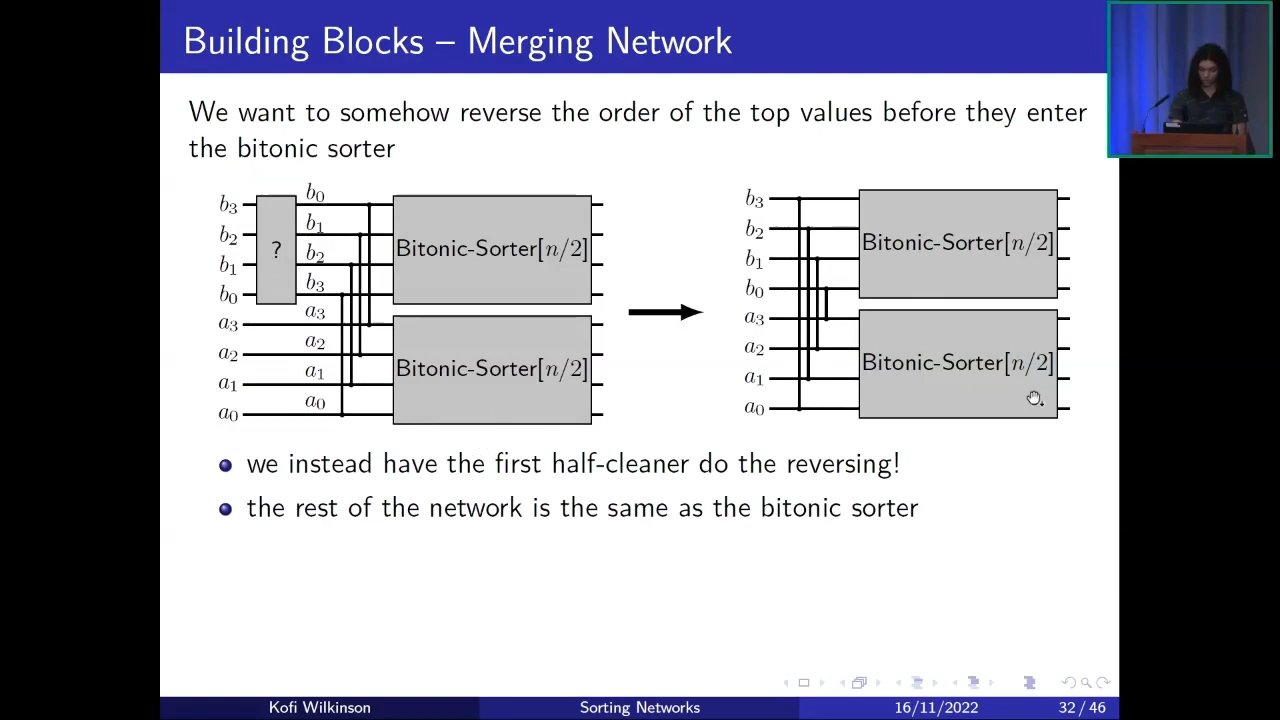 Building Blocks – Merging Network
We want to somehow reverse the order of the top values before they enter
the bitonic sorter
b₃
b₂
b₁
b₀
a₃
a₂
a₁
a₀
?
b₀
b₁
b₂
b₃
a₃
a₂
a₁
a₀
Bitonic-Sorter[n/2]
Bitonic-Sorter[n/2]
b₃
b₂
b₁
b₀
a₃
a₂
a₁
a₀
Bitonic-Sorter[n/2]
Bitonic-Sorter[n/2]
we instead have the first half-cleaner do the reversing!
the rest of the network is the same as the bitonic sorter
Kofi Wilkinson Sorting Networks 16/11/2022 32 / 46